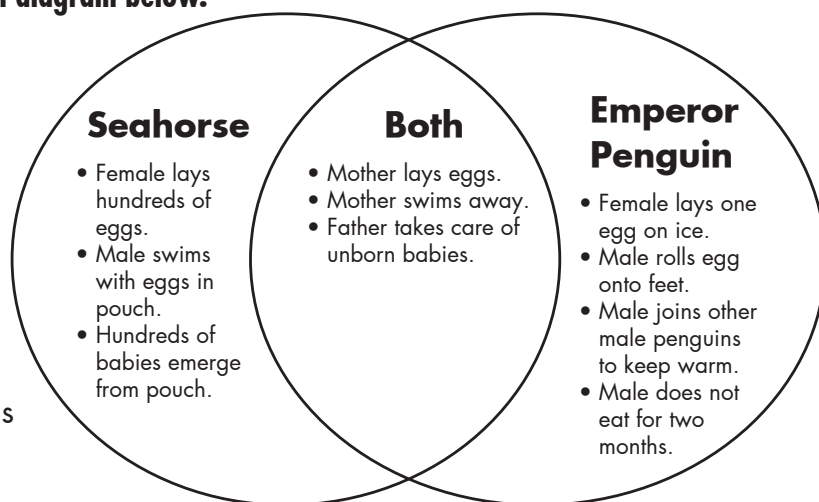 diagram below.
Seahorse
• Female lays
hundreds of
eggs.
• Male swims
with eggs in
pouch.
• Hundreds of
babies emerge
from pouch.
Both
• Mother lays eggs.
• Mother swims away.
• Father takes care of
unborn babies.
Emperor
Penguin
• Female lays one
egg on ice.
• Male rolls egg
onto feet.
• Male joins other
male penguins
to keep warm.
• Male does not
eat for two
months.
s